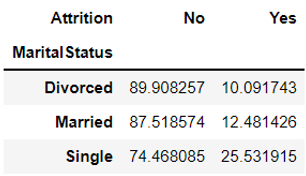 Attrition No Yes
MaritalStatus
Divorced 89.908257 10.091743
Married 87.518574 12.481426
Single 74.468085 25.531915